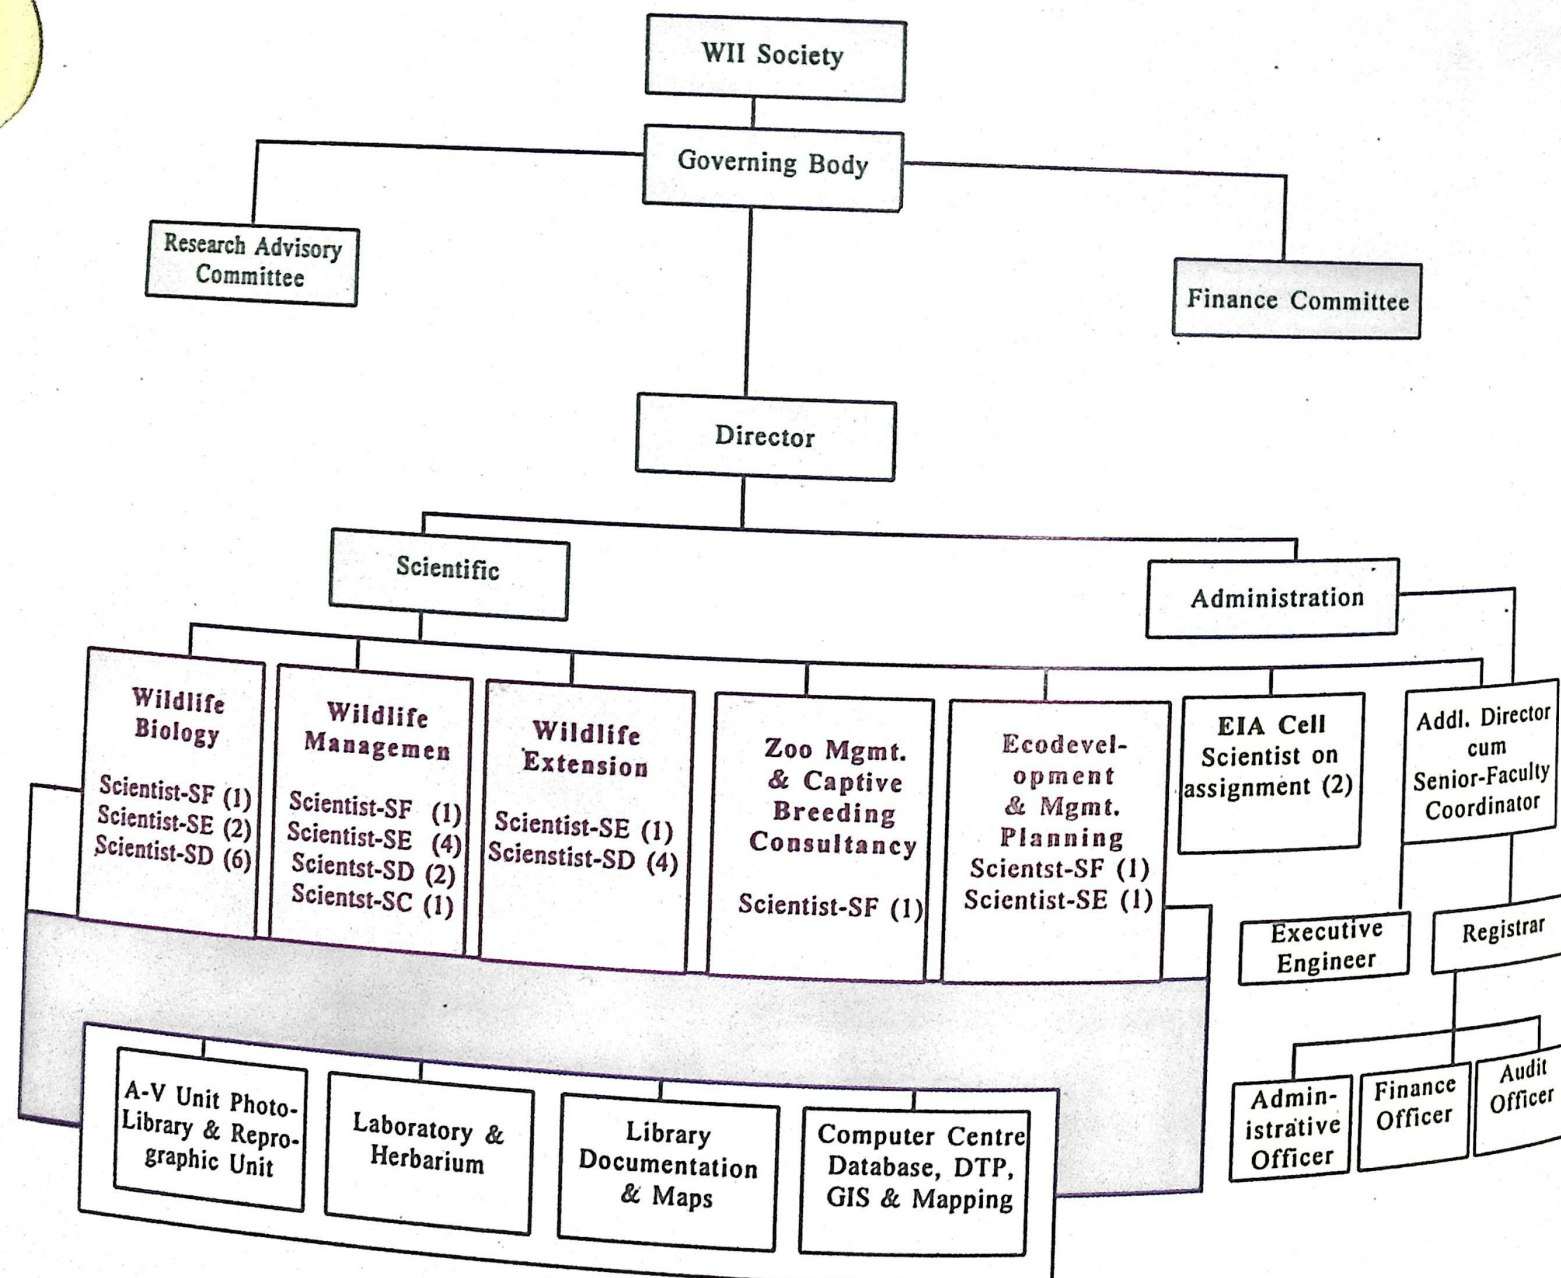 WII Society
Governing Body
Research Advisory
Committee
Finance Committee
Director
Scientific
Administration
Wildlife
Biology
Scientist-SF (1)
Scientist-SE (2)
Scientist-SD (6)
Wildlife
Managemen
Scientist-SF (1)
Scientist-SE (4)
Scientst-SD (2)
Scientst-SC (1)
Wildlife
Extension
Scientist-SE (1)
Scienstist-SD (4)
Zoo Mgmt.
& Captive
Breeding
Consultancy
Scientist-SF (1)
Ecodevel-
opment
& Mgmt.
Planning
Scientst-SF (1)
Scientist-SE (1)
EIA Cell
Scientist on
assignment (2)
Addl. Director
cum
Senior-Faculty
Coordinator
Executive
Engineer
Registrar
Admin-
istrative
Officer
Finance
Officer
Audit
Officer
A-V Unit Photo-
Library & Repro-
graphic Unit
Laboratory &
Herbarium
Library
Documentation
& Maps
Computer Centre
Database, DTP,
GIS & Mapping